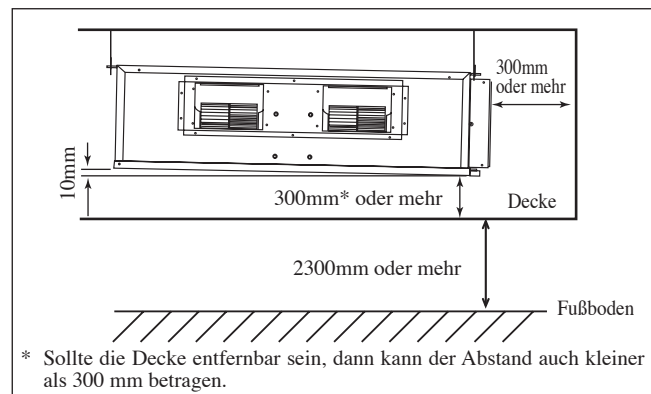 300mm
oder mehr
10mm
300mm* oder mehr
Decke
2300mm oder mehr
Fußboden
* Sollte die Decke entfernbar sein, dann kann der Abstand auch kleiner
als 300 mm betragen.